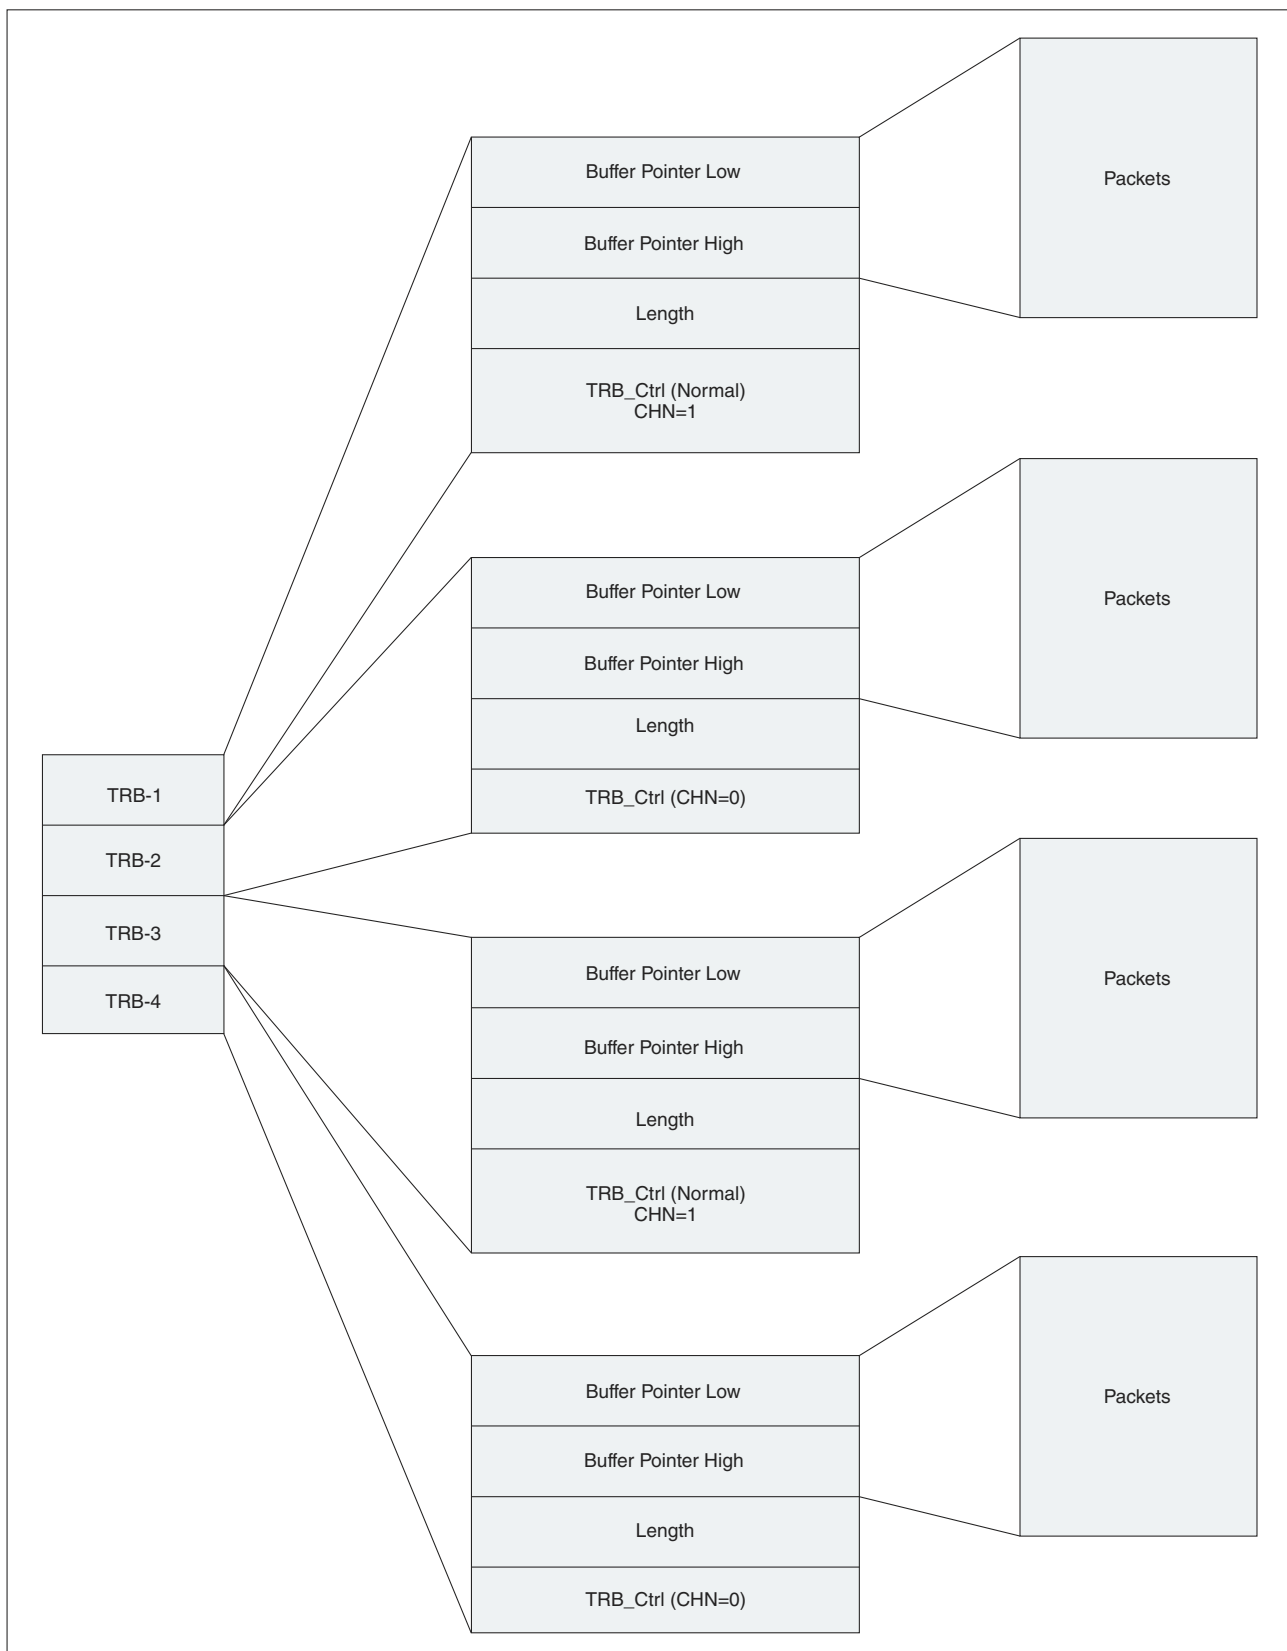 TRB-1
TRB-2
TRB-3
TRB-4
Buffer Pointer Low
Buffer Pointer High
Length
TRB_Ctrl (Normal)
CHN=1
Packets
Buffer Pointer Low
Buffer Pointer High
Length
TRB_Ctrl (CHN=0)
Packets
Buffer Pointer Low
Buffer Pointer High
Length
TRB_Ctrl (Normal)
CHN=1
Packets
Buffer Pointer Low
Buffer Pointer High
Length
TRB_Ctrl (CHN=0)
Packets